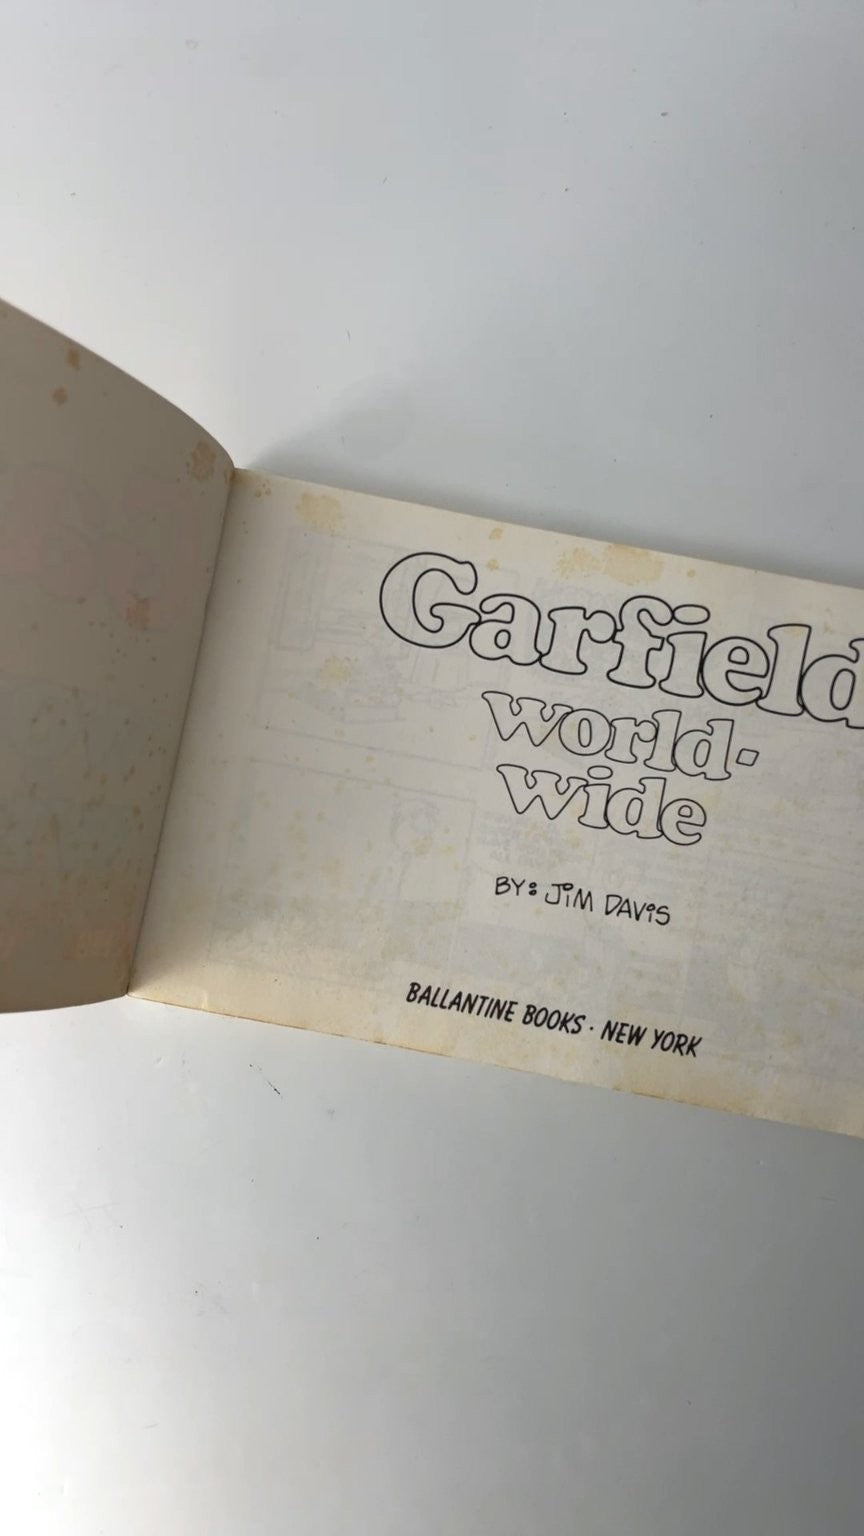 Garfield
world-
wide
BY: JIM DAVIS
BALLANTINE BOOKS · NEW YORK